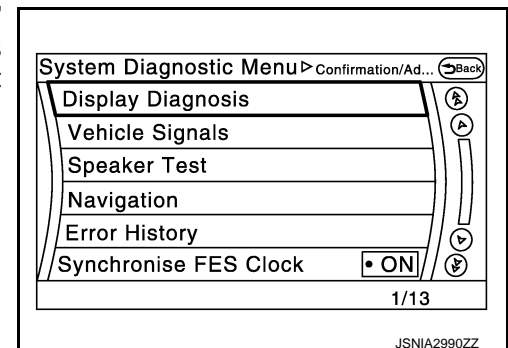 System Diagnostic Menu▷Confirmation/Ad... Back
Display Diagnosis
Vehicle Signals
Speaker Test
Navigation
Error History
Synchronise FES Clock • ON
1/13
JSNIA2990ZZ